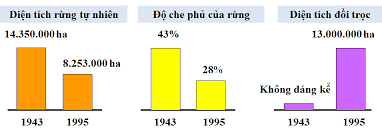 Diện tích rừng tự nhiên
14.350.000 ha
8.253.000 ha
1943 1995
Độ che phủ của rừng
43%
28%
1943 1995
Diện tích đồi trọc
13.000.000 ha
Không đáng kể
1943 1995